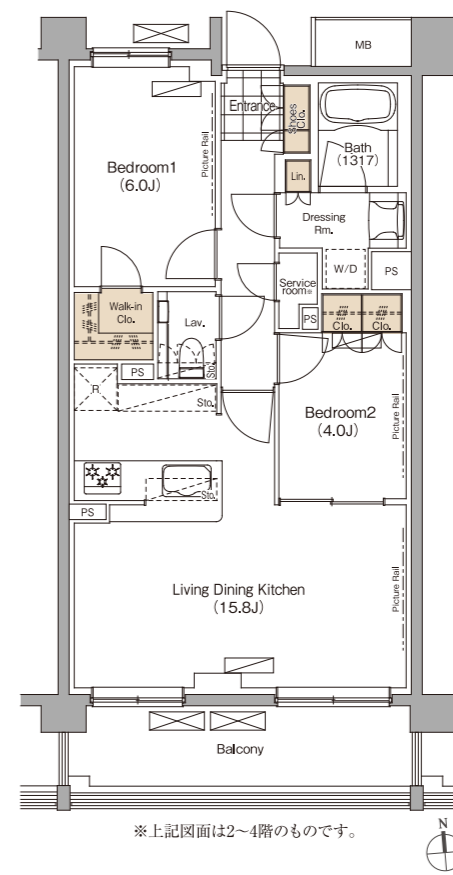 MB
Entrance
Shoes
Clo.
Bath
(1317)
Picture Rail
Bedroom1
(6.0J)
Lin.
Dressing
Rm.
W/D
PS
Service
room※
PS
Walk-in
Clo.
Lav.
Clo.
Clo.
PS
Sto.
R
Sto.
Bedroom2
(4.0J)
Picture Rail
Sto.
PS
Living Dining Kitchen
(15.8J)
Picture Rail
Balcony
※上記図面は2〜4階のものです。
N